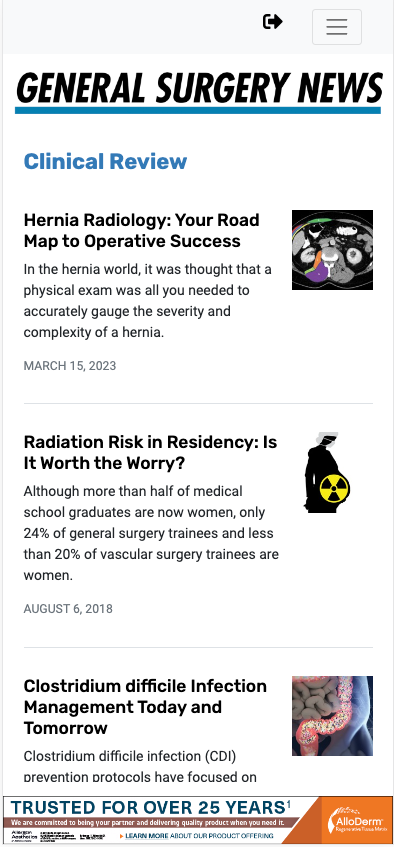 GENERAL SURGERY NEWS
Clinical Review
Hernia Radiology: Your Road
Map to Operative Success
In the hernia world, it was thought that a
physical exam was all you needed to
accurately gauge the severity and
complexity of a hernia.
MARCH 15, 2023
Radiation Risk in Residency: Is
It Worth the Worry?
Although more than half of medical
school graduates are now women, only
24% of general surgery trainees and less
than 20% of vascular surgery trainees are
women.
AUGUST 6, 2018
Clostridium difficile Infection
Management Today and
Tomorrow
Clostridium difficile infection (CDI)
prevention protocols have focused on
TRUSTED FOR OVER 25 YEARS¹
We are committed to being your partner and delivering quality product when you need it.
Allergan
Aesthetics
LEARN MORE ABOUT OUR PRODUCT OFFERING
AlloDerm
Regenerative Tissue Matrix